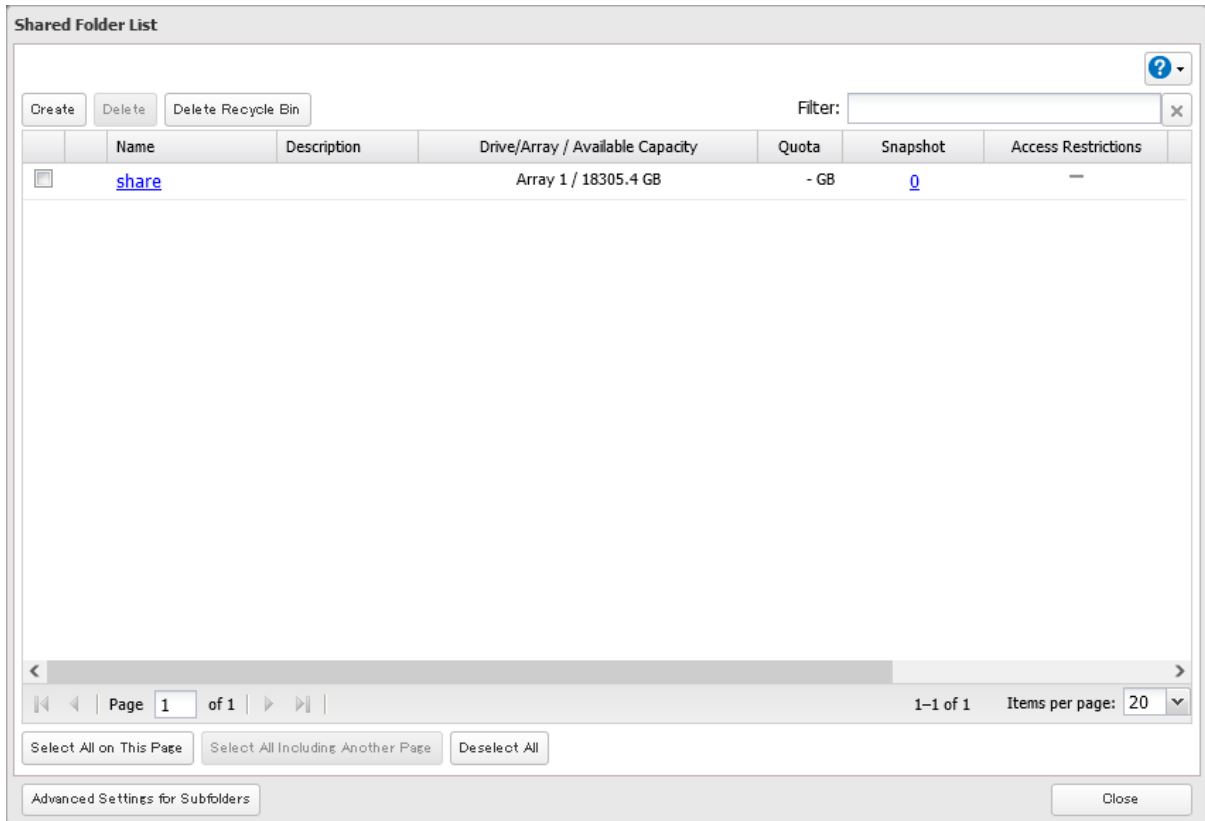 Shared Folder List
?
Create Delete Delete Recycle Bin Filter:
Name Description Drive/Array / Available Capacity Quota Snapshot Access Restrictions
share Array 1 / 18305.4 GB - GB 0 —
Page 1 of 1 1–1 of 1 Items per page: 20
Select All on This Page Select All Including Another Page Deselect All
Advanced Settings for Subfolders Close